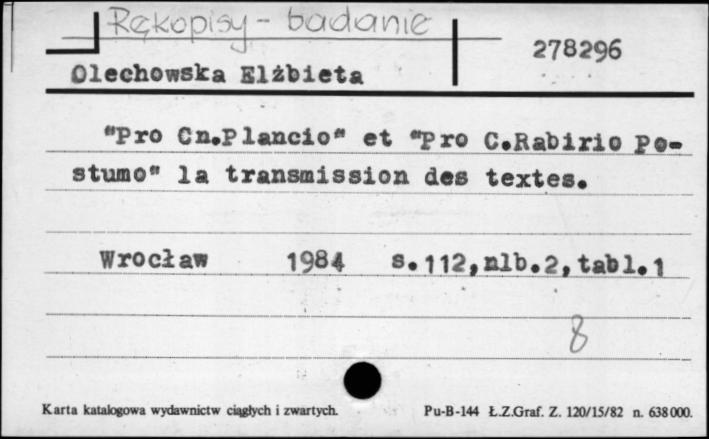 Rękopisy - badanie
278296
Olechowska Elżbieta
"Pro Cn.Plancio" et "Pro C.Rabirio Po-
stumo" la transmission des textes.
Wrocław 1984 s.112,nlb.2,tabl.1
8
Karta katalogowa wydawnictw ciągłych i zwartych. Pu-B-144 Ł.Z.Graf. Z. 120/15/82 n. 638000.